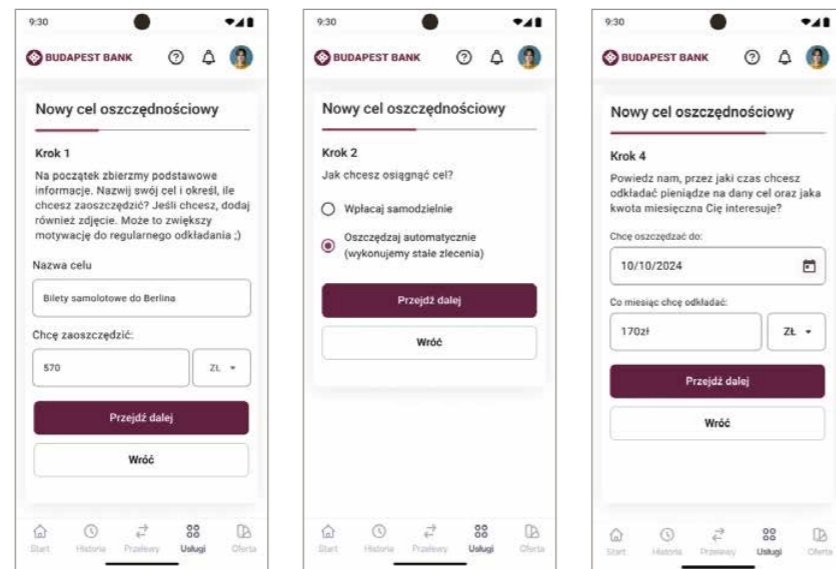 9:30
BUDAPEST BANK
Nowy cel oszczędnościowy
Krok 1
Na początek zbierzmy podstawowe
informacje. Nazwij swój cel i określ, ile
chcesz zaoszczędzić? Jeśli chcesz, dodaj
również zdjęcie. Może to zwiększy
motywację do regularnego odkładania ;)
Nazwa celu
Bilety samolotowe do Berlina
Chcę zaoszczędzić:
570 ZŁ
Przejdź dalej
Wróć
Start Historia Przelewy Usługi Oferta
9:30
BUDAPEST BANK
Nowy cel oszczędnościowy
Krok 2
Jak chcesz osiągnąć cel?
Wpłacaj samodzielnie
Oszczędzaj automatycznie
(wykonujemy stałe zlecenia)
Przejdź dalej
Wróć
Start Historia Przelewy Usługi Oferta
9:30
BUDAPEST BANK
Nowy cel oszczędnościowy
Krok 4
Powiedz nam, przez jaki czas chcesz
odkładać pieniądze na dany cel oraz jaka
kwota miesięczna Cię interesuje?
Chcę oszczędzać do:
10/10/2024
Co miesiąc chcę odkładać:
170zł ZŁ
Przejdź dalej
Wróć
Start Historia Przelewy Usługi Oferta